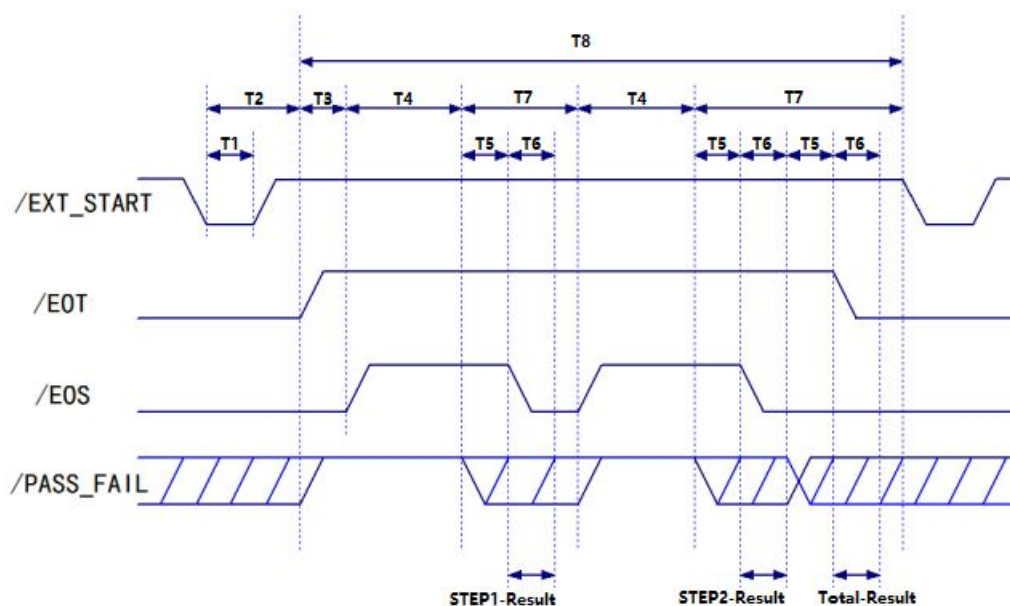 T8
T2 T3 T4 T7 T4 T7
T1 T5 T6 T5 T6 T5 T6
/EXT_START
/EOT
/EOS
/PASS_FAIL
STEP1-Result STEP2-Result Total-Result